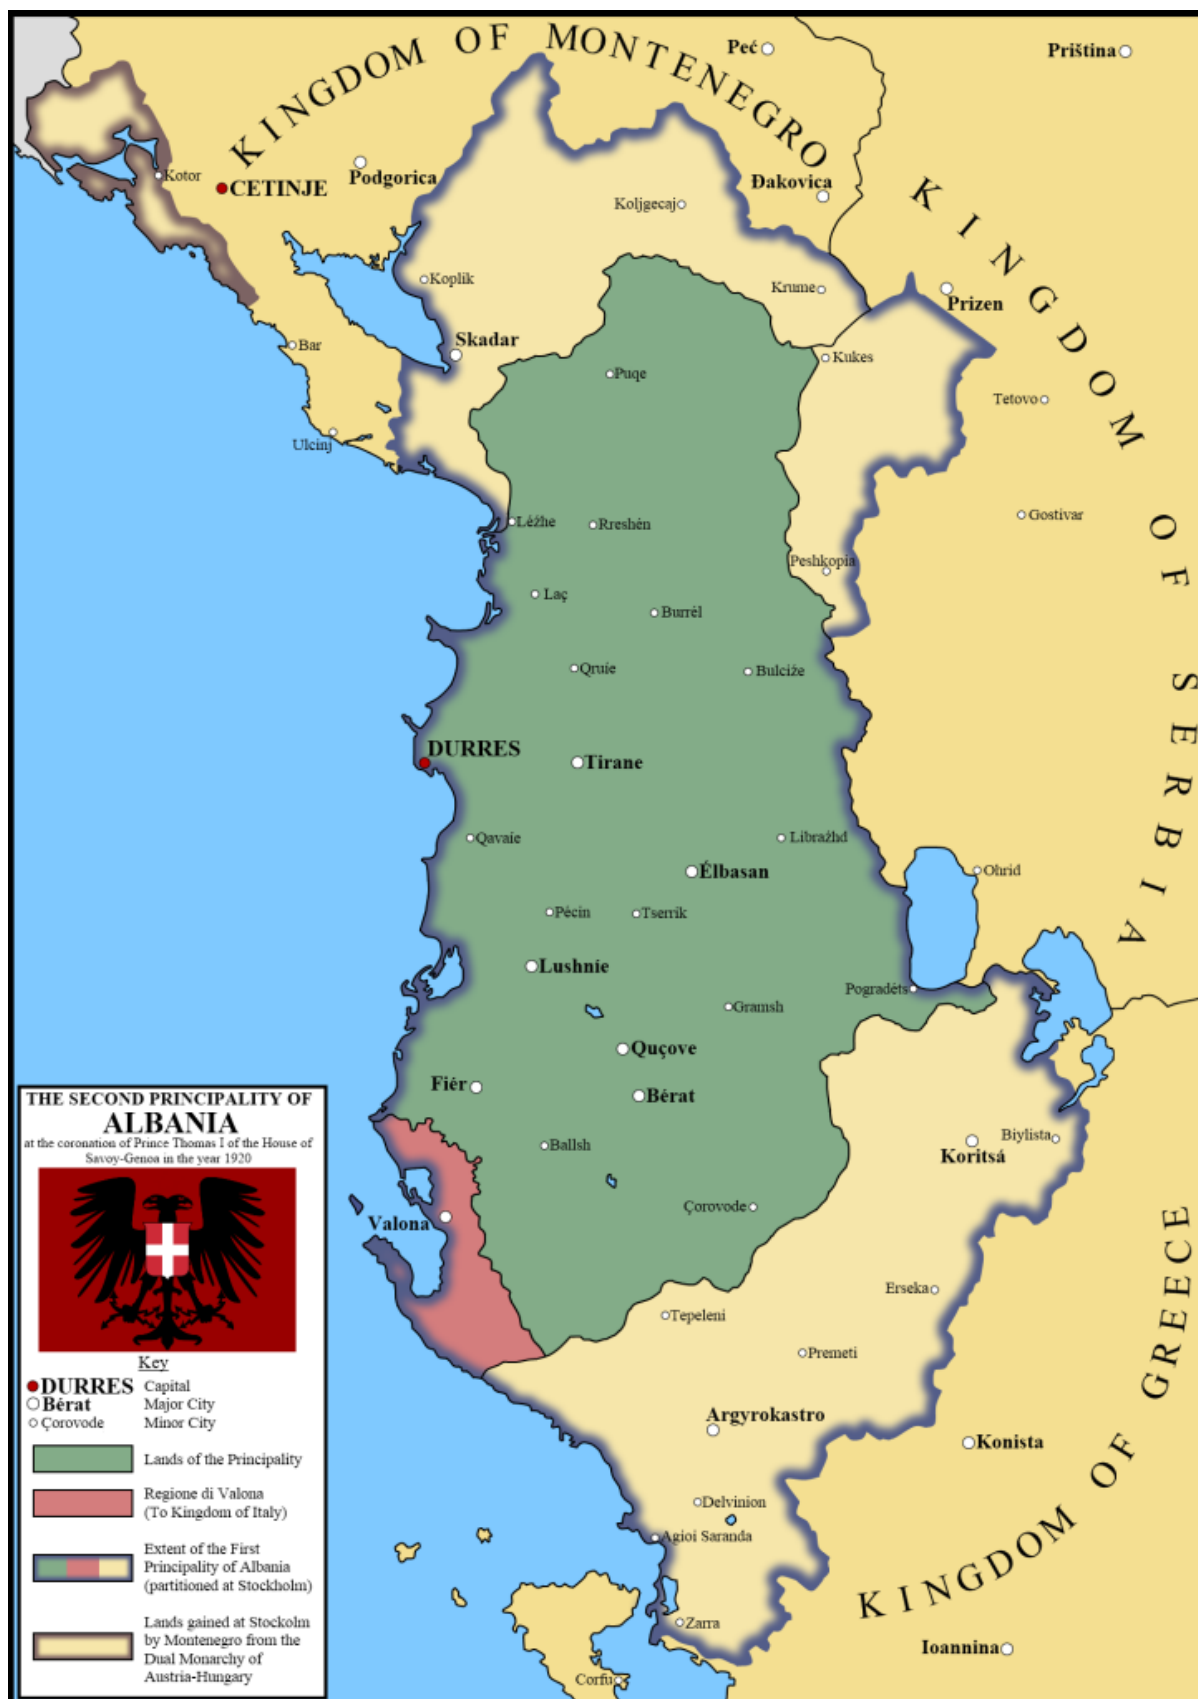 KINGDOM OF MONTENEGRO
Peć
Priština
Kotor
CETINJE
Podgorica
Koljgecaj
Đakovica
KINGDOM OF SERBIA
Koplik
Krume
Prizen
Bar
Skadar
Kukes
Puqe
Tetovo
Ulcinj
Léžhe
Rreshén
Gostivar
Peshkopia
Laç
Burrél
Qruie
Bulciže
DURRES
Tirane
Qavaie
Libražhd
Élbasan
Ohrid
Pécin
Tserrik
Lushnie
Pogradéts
Gramsh
Quçove
Fiér
Bérat
Ballsh
Biylista
Koritsá
Çorovode
Valona
Erseka
Tepeleni
Premeti
KINGDOM OF GREECE
Argyrokastro
Konista
Delvinion
Agioi Saranda
Zarra
Ioannina
Corfu
THE SECOND PRINCIPALITY OF
ALBANIA
at the coronation of Prince Thomas I of the House of
Savoy-Genoa in the year 1920
Key
DURRES Capital
Bérat Major City
Çorovode Minor City
Lands of the Principality
Regione di Valona
(To Kingdom of Italy)
Extent of the First
Principality of Albania
(partitioned at Stockholm)
Lands gained at Stockolm
by Montenegro from the
Dual Monarchy of
Austria-Hungary